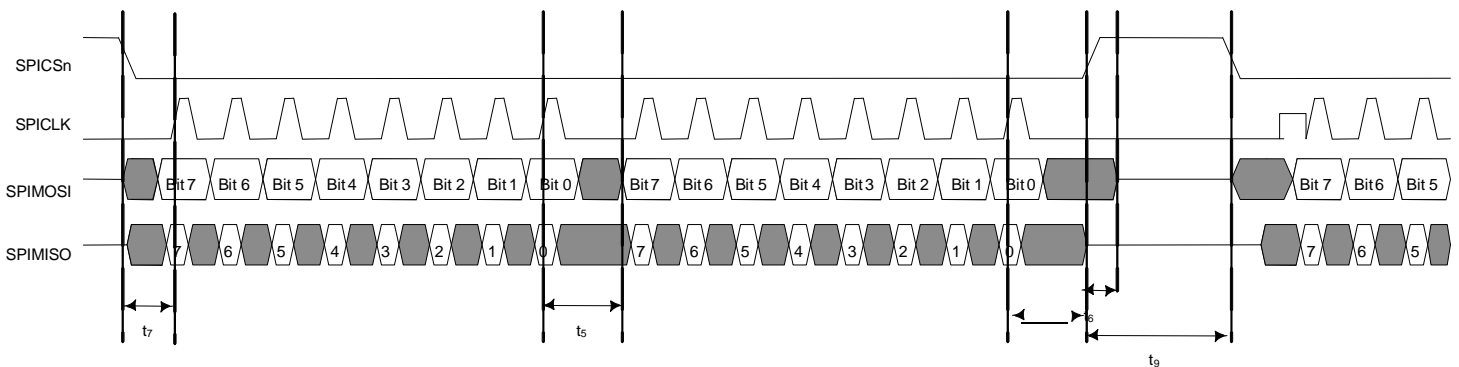 SPICSn
SPICLK
SPIMOSI Bit 7 Bit 6 Bit 5 Bit 4 Bit 3 Bit 2 Bit 1 Bit 0 Bit 7 Bit 6 Bit 5 Bit 4 Bit 3 Bit 2 Bit 1 Bit 0 Bit 7 Bit 6 Bit 5
SPIMISO 7 6 5 4 3 2 1 0 7 6 5 4 3 2 1 0 7 6 5
t7 t5 t6
t9